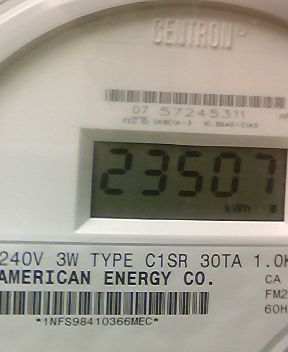 CENTRON®
07 57245311
23507
kWh
240V 3W TYPE C1SR 30TA 1.0K
AMERICAN ENERGY CO.
CA
FM2
60H
*1NFS98410366MEC*